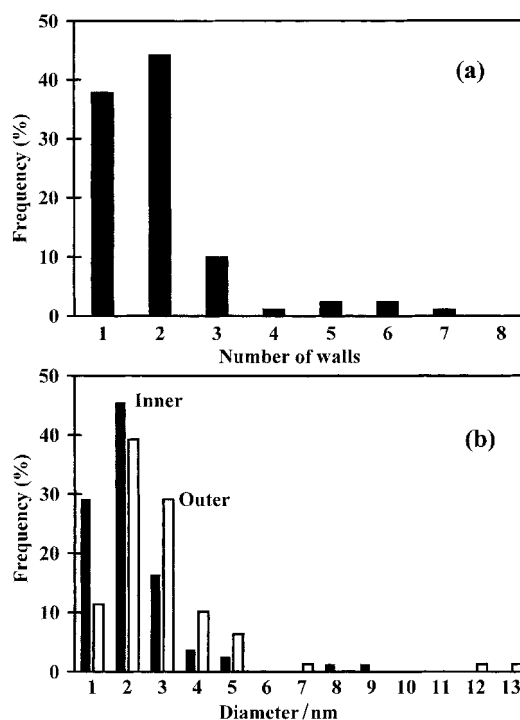 50
(a)
40
30
20
10
0
Frequency (%)
1 2 3 4 5 6 7 8
Number of walls
50
Inner
(b)
40
Outer
30
20
10
0
Frequency (%)
1 2 3 4 5 6 7 8 9 10 11 12 13
Diameter/nm